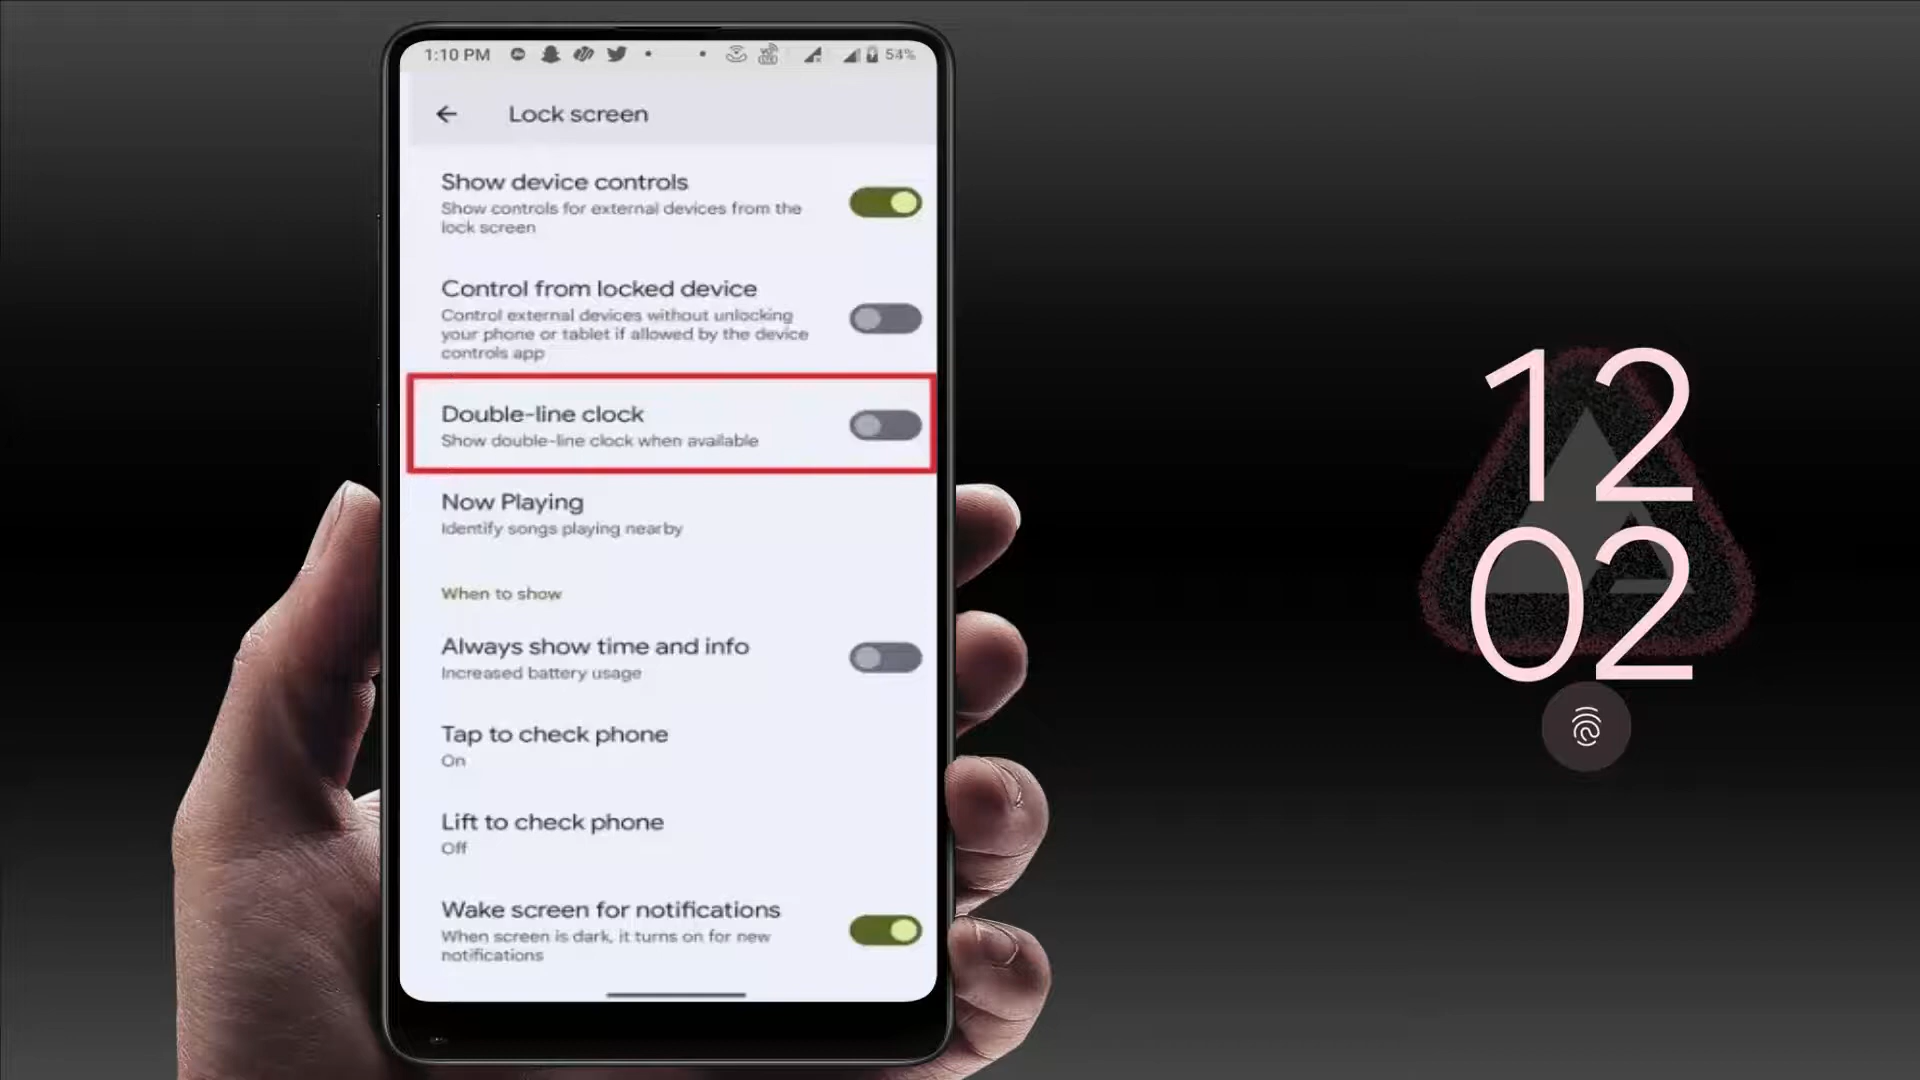 1:10 PM
54%
Lock screen
Show device controls
Show controls for external devices from the
lock screen
Control from locked device
Control external devices without unlocking
your phone or tablet if allowed by the device
controls app
Double-line clock
Show double-line clock when available
Now Playing
Identify songs playing nearby
When to show
Always show time and info
Increased battery usage
Tap to check phone
On
Lift to check phone
Off
Wake screen for notifications
When screen is dark, it turns on for new
notifications
12
02